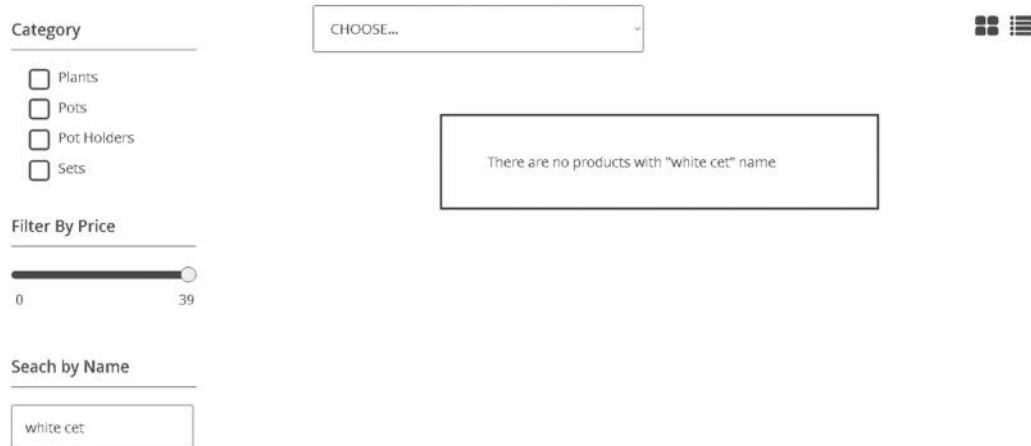 Category
Plants
Pots
Pot Holders
Sets
Filter By Price
0 39
Seach by Name
white cet
CHOOSE...
There are no products with "white cet" name